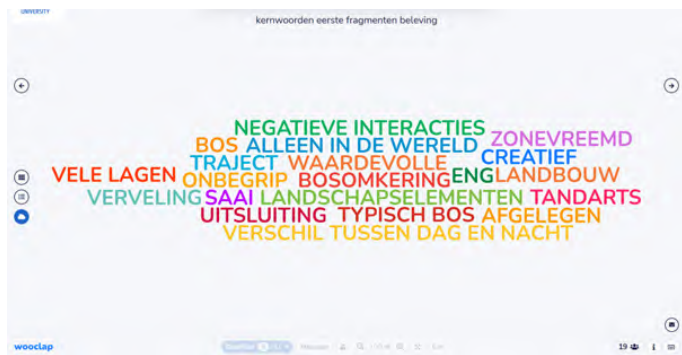 UNIVERSITY
kernwoorden eerste fragmenten beleving
NEGATIEVE INTERACTIES
BOS ALLEEN IN DE WERELD ZONEVREEMD
TRAJECT WAARDEVOLLE CREATIEF
VELE LAGEN ONBEGRIP BOSOMKERING ENG LANDBOUW
VERVELING SAAI LANDSCHAPSELEMENTEN TANDARTS
UITSLUITING TYPISCH BOS AFGELEGEN
VERSCHIL TUSSEN DAG EN NACHT
wooclap
19